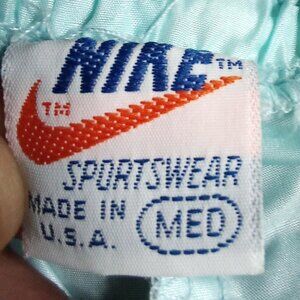 NIKE™
™
SPORTSWEAR
MADE IN
U.S.A.
MED